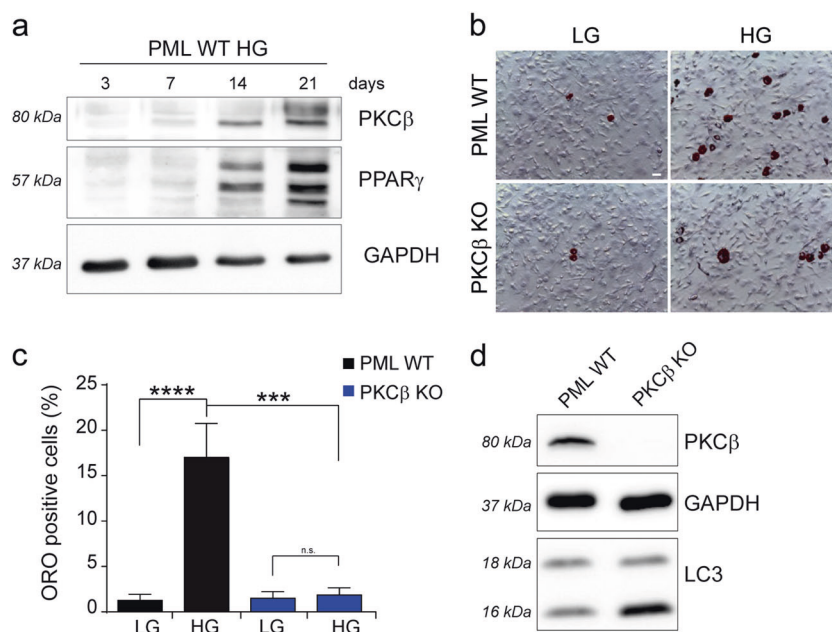 a
PML WT HG
3 7 14 21 days
80 kDa PKCβ
57 kDa PPARγ
37 kDa GAPDH
b
LG HG
PML WT
PKCβ KO
c
PML WT
PKCβ KO
ORO positive cells (%)
25
20
15
10
5
0
**** ***
n.s.
LG HG LG HG
d
PML WT PKCβ KO
80 kDa PKCβ
37 kDa GAPDH
18 kDa
LC3
16 kDa